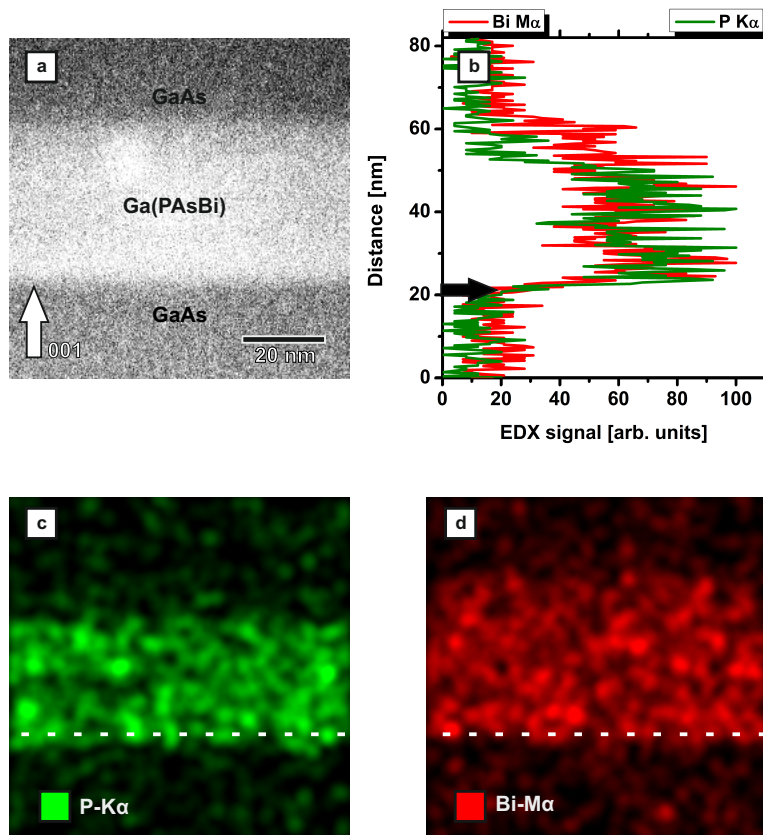 a
GaAs
Ga(PAsBi)
GaAs
001
20 nm
Bi Mα
P Kα
b
Distance [nm]
80
60
40
20
0
0 20 40 60 80 100
EDX signal [arb. units]
c
P-Kα
d
Bi-Mα